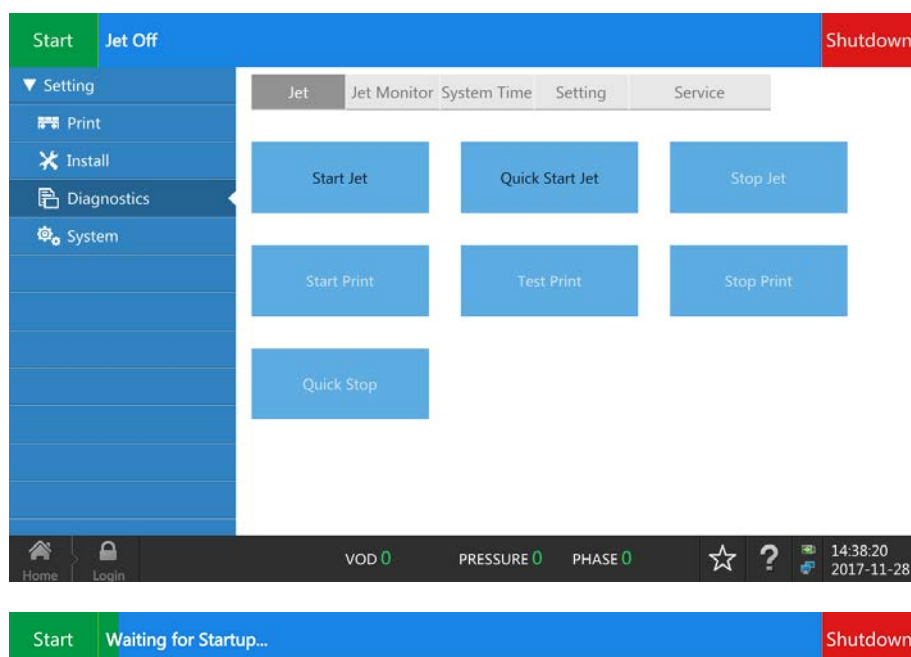 Start Jet Off Shutdown
Setting
Jet Jet Monitor System Time Setting Service
Print
Install
Start Jet Quick Start Jet Stop Jet
Diagnostics
System
Start Print Test Print Stop Print
Quick Stop
Home Login VOD 0 PRESSURE 0 PHASE 0 ? 14:38:20
2017-11-28
Start Waiting for Startup... Shutdown